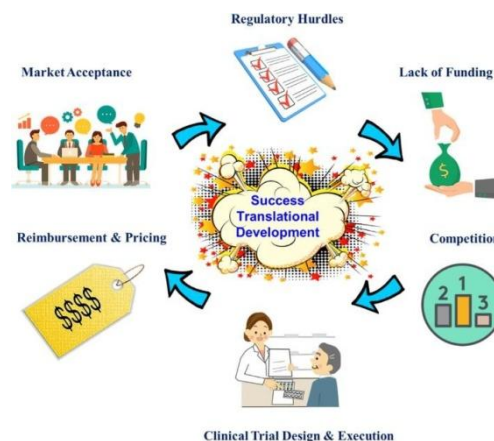 Regulatory Hurdles
Market Acceptance
Lack of Funding
Success
Translational
Development
Reimbursement & Pricing
Competition
$$$$
$
2 1 3
Clinical Trial Design & Execution